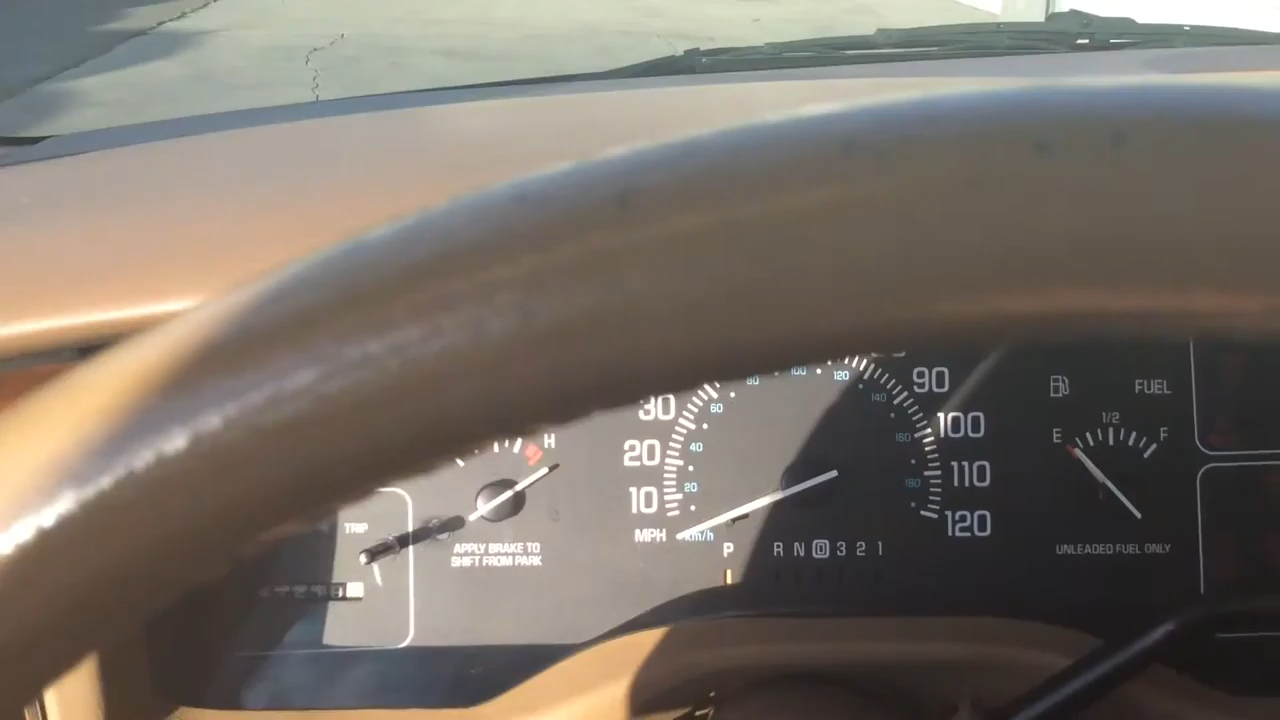 90
FUEL
30
100
1/2
E
F
H
20
110
10
120
MPH
km/h
60
80
100
120
140
40
160
20
180
TRIP
P
R N D 3 2 1
APPLY BRAKE TO
SHIFT FROM PARK
UNLEADED FUEL ONLY